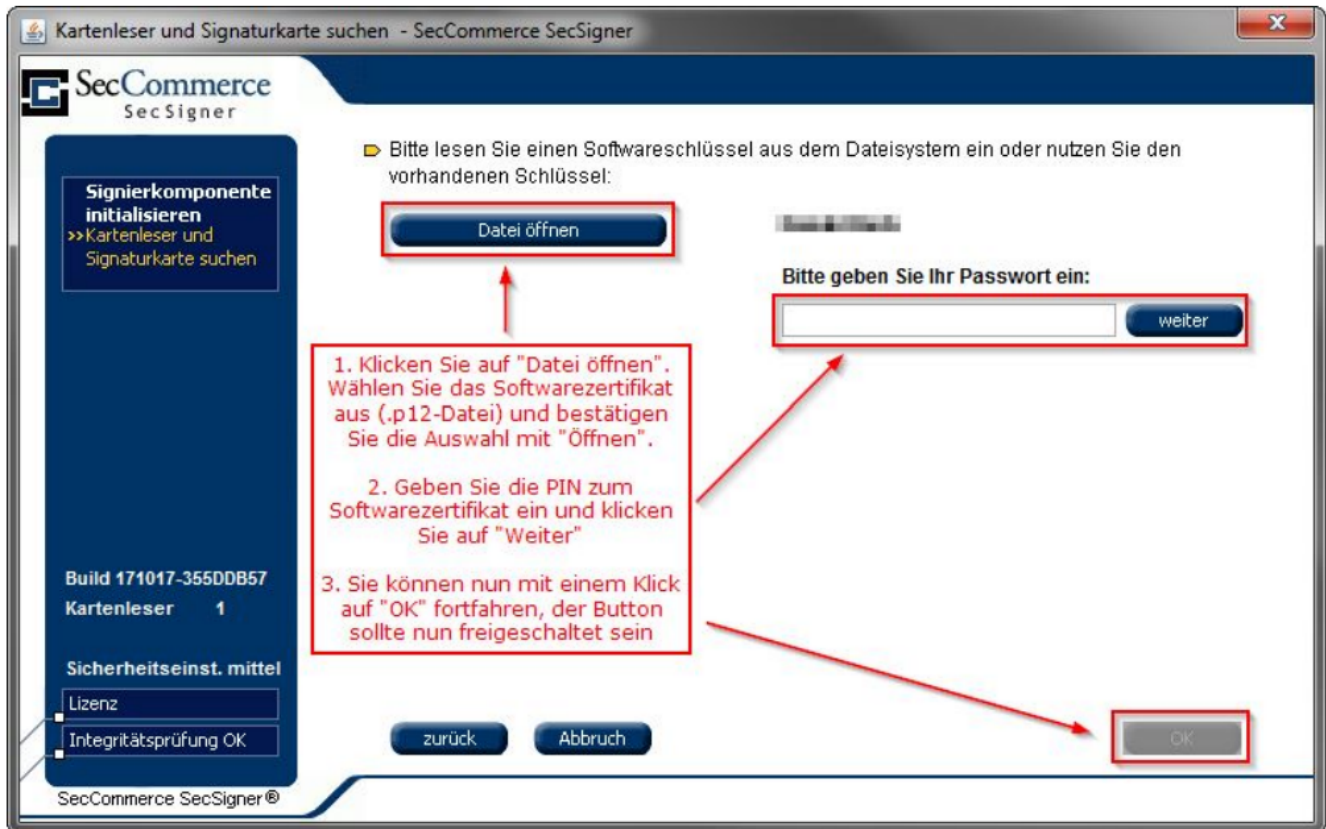 Kartenleser und Signaturkarte suchen - SecCommerce SecSigner
SecCommerce
SecSigner
Signierkomponente
initialisieren
>>Kartenleser und
Signaturkarte suchen
Bitte lesen Sie einen Softwareschlüssel aus dem Dateisystem ein oder nutzen Sie den
vorhandenen Schlüssel:
Datei öffnen
Bitte geben Sie Ihr Passwort ein:
weiter
1. Klicken Sie auf "Datei öffnen".
Wählen Sie das Softwarezertifikat
aus (.p12-Datei) und bestätigen
Sie die Auswahl mit "Öffnen".
2. Geben Sie die PIN zum
Softwarezertifikat ein und klicken
Sie auf "Weiter"
3. Sie können nun mit einem Klick
auf "OK" fortfahren, der Button
sollte nun freigeschaltet sein
Build 171017-355DDB57
Kartenleser 1
Sicherheitseinst. mittel
Lizenz
Integritätsprüfung OK
zurück
Abbruch
OK
SecCommerce SecSigner®